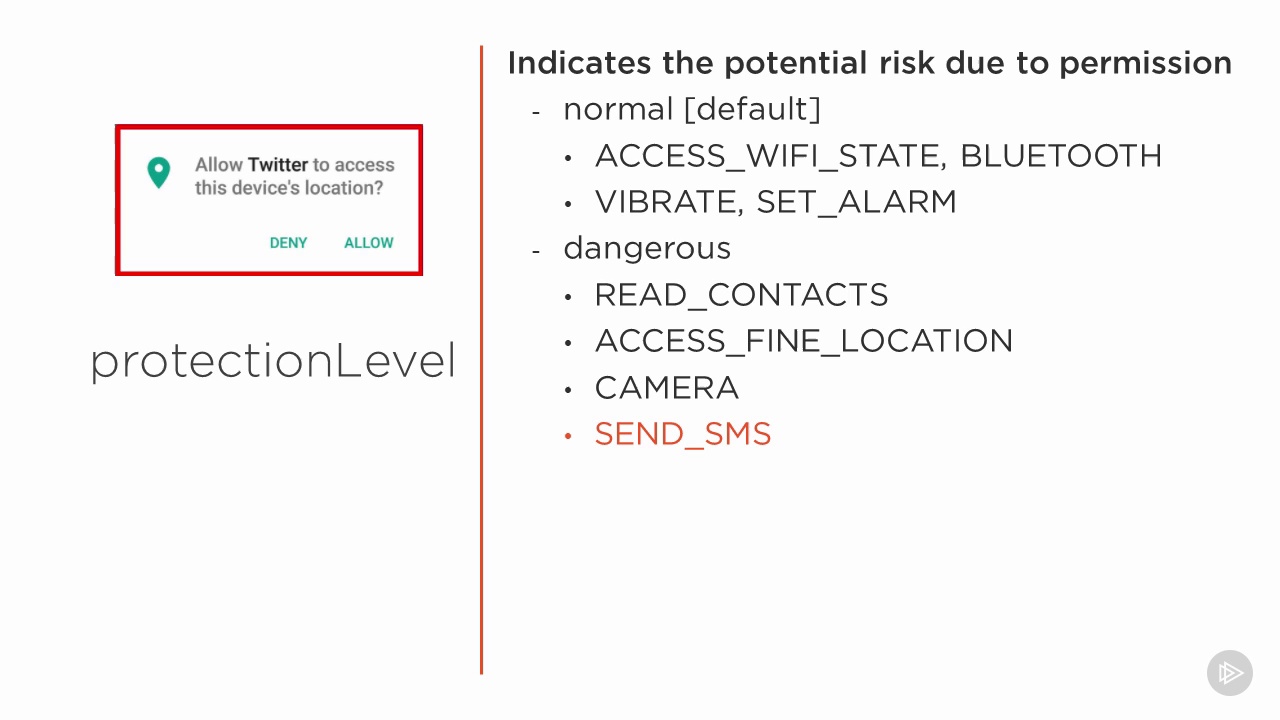 Allow Twitter to access
this device's location?
DENY ALLOW
protectionLevel
Indicates the potential risk due to permission
- normal [default]
• ACCESS_WIFI_STATE, BLUETOOTH
• VIBRATE, SET_ALARM
- dangerous
• READ_CONTACTS
• ACCESS_FINE_LOCATION
• CAMERA
• SEND_SMS